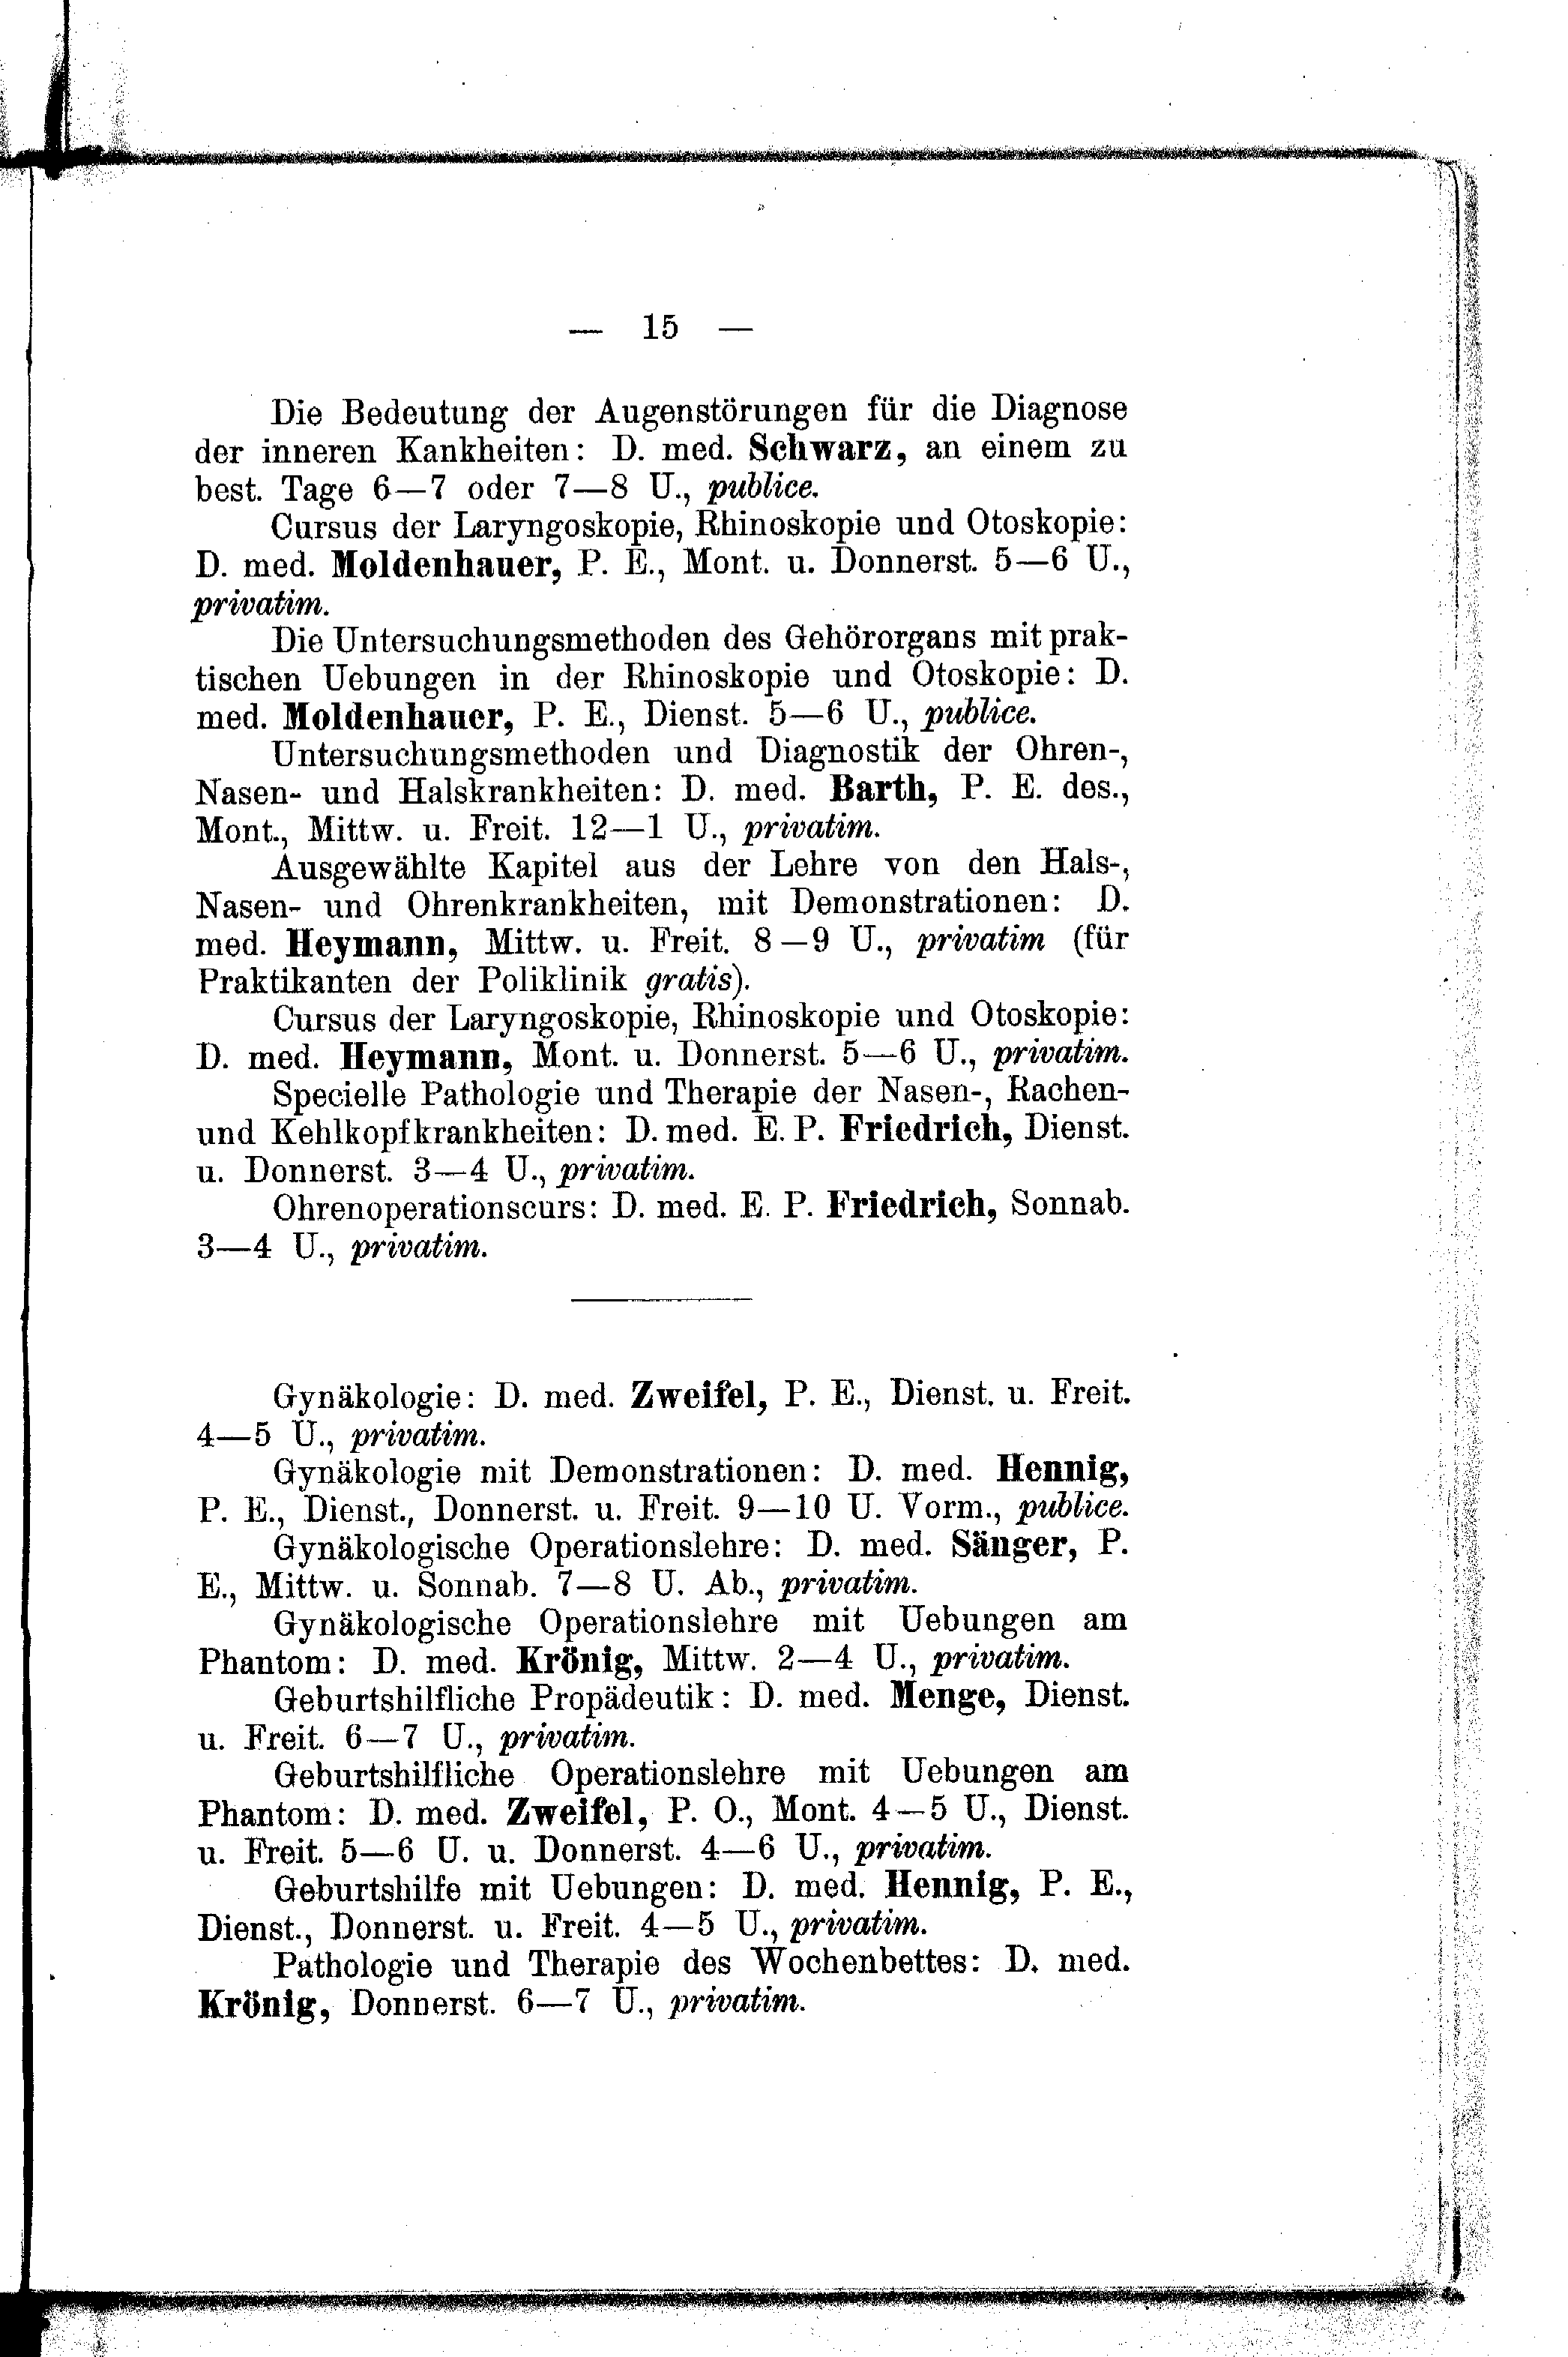 — 15 —
Die Bedeutung der Augenstörungen für die Diagnose
der inneren Kankheiten: D. med. Schwarz, an einem zu
best. Tage 6—7 oder 7—8 U., publice.
Cursus der Laryngoskopie, Rhinoskopie und Otoskopie:
D. med. Moldenhauer, P. E., Mont. u. Donnerst. 5—6 U.,
privatim.
Die Untersuchungsmethoden des Gehörorgans mit prak-
tischen Uebungen in der Rhinoskopie und Otoskopie: D.
med. Moldenhauer, P. E., Dienst. 5—6 U., publice.
Untersuchungsmethoden und Diagnostik der Ohren-,
Nasen- und Halskrankheiten: D. med. Barth, P. E. des.,
Mont., Mittw. u. Freit. 12—1 U., privatim.
Ausgewählte Kapitel aus der Lehre von den Hals-,
Nasen- und Ohrenkrankheiten, mit Demonstrationen: D.
med. Heymann, Mittw. u. Freit. 8—9 U., privatim (für
Praktikanten der Poliklinik gratis).
Cursus der Laryngoskopie, Rhinoskopie und Otoskopie:
D. med. Heymann, Mont. u. Donnerst. 5—6 U., privatim.
Specielle Pathologie und Therapie der Nasen-, Rachen-
und Kehlkopfkrankheiten: D. med. E. P. Friedrich, Dienst.
u. Donnerst. 3—4 U., privatim.
Ohrenoperationscurs: D. med. E. P. Friedrich, Sonnab.
3—4 U., privatim.
Gynäkologie: D. med. Zweifel, P. E., Dienst. u. Freit.
4—5 U., privatim.
Gynäkologie mit Demonstrationen: D. med. Hennig,
P. E., Dienst., Donnerst. u. Freit. 9—10 U. Vorm., publice.
Gynäkologische Operationslehre: D. med. Sänger, P.
E., Mittw. u. Sonnab. 7—8 U. Ab., privatim.
Gynäkologische Operationslehre mit Uebungen am
Phantom: D. med. Krönig, Mittw. 2—4 U., privatim.
Geburtshilfliche Propädeutik: D. med. Menge, Dienst.
u. Freit. 6—7 U., privatim.
Geburtshilfliche Operationslehre mit Uebungen am
Phantom: D. med. Zweifel, P. O., Mont. 4—5 U., Dienst.
u. Freit. 5—6 U. u. Donnerst. 4—6 U., privatim.
Geburtshilfe mit Uebungen: D. med. Hennig, P. E.,
Dienst., Donnerst. u. Freit. 4—5 U., privatim.
Pathologie und Therapie des Wochenbettes: D. med.
Krönig, Donnerst. 6—7 U., privatim.